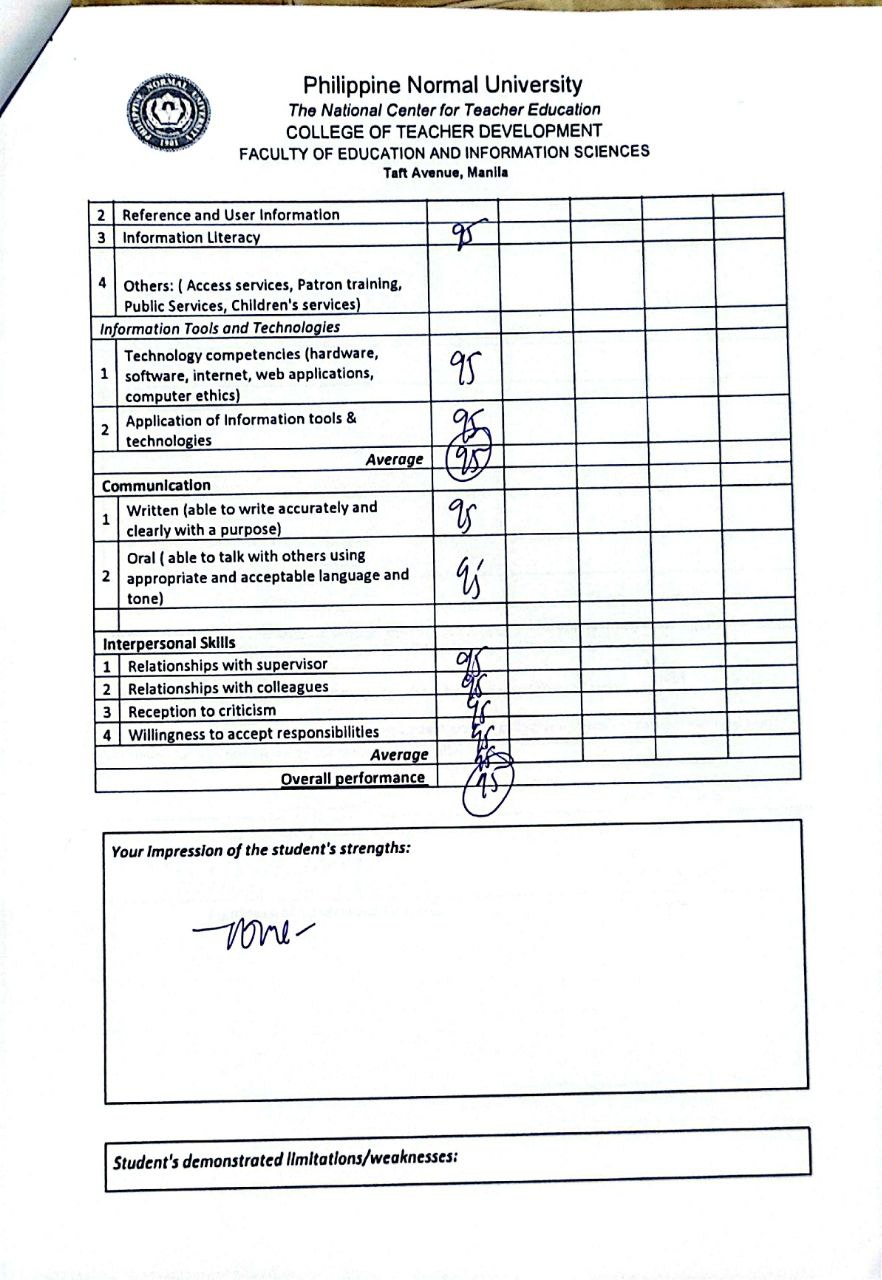 PHILIPPINE NORMAL UNIVERSITY
1901
Philippine Normal University
The National Center for Teacher Education
COLLEGE OF TEACHER DEVELOPMENT
FACULTY OF EDUCATION AND INFORMATION SCIENCES
Taft Avenue, Manila
2 Reference and User Information
3 Information Literacy 95
4 Others: ( Access services, Patron training,
Public Services, Children's services)
Information Tools and Technologies
Technology competencies (hardware,
1 software, internet, web applications, 95
computer ethics)
2 Application of Information tools & 95
technologies
Average 95
Communication
1 Written (able to write accurately and 95
clearly with a purpose)
Oral ( able to talk with others using
2 appropriate and acceptable language and 95
tone)
Interpersonal Skills
1 Relationships with supervisor 95
2 Relationships with colleagues 95
3 Reception to criticism 95
4 Willingness to accept responsibilities 95
Average 95
Overall performance 95
Your Impression of the student's strengths:
-none-
Student's demonstrated limitations/weaknesses: